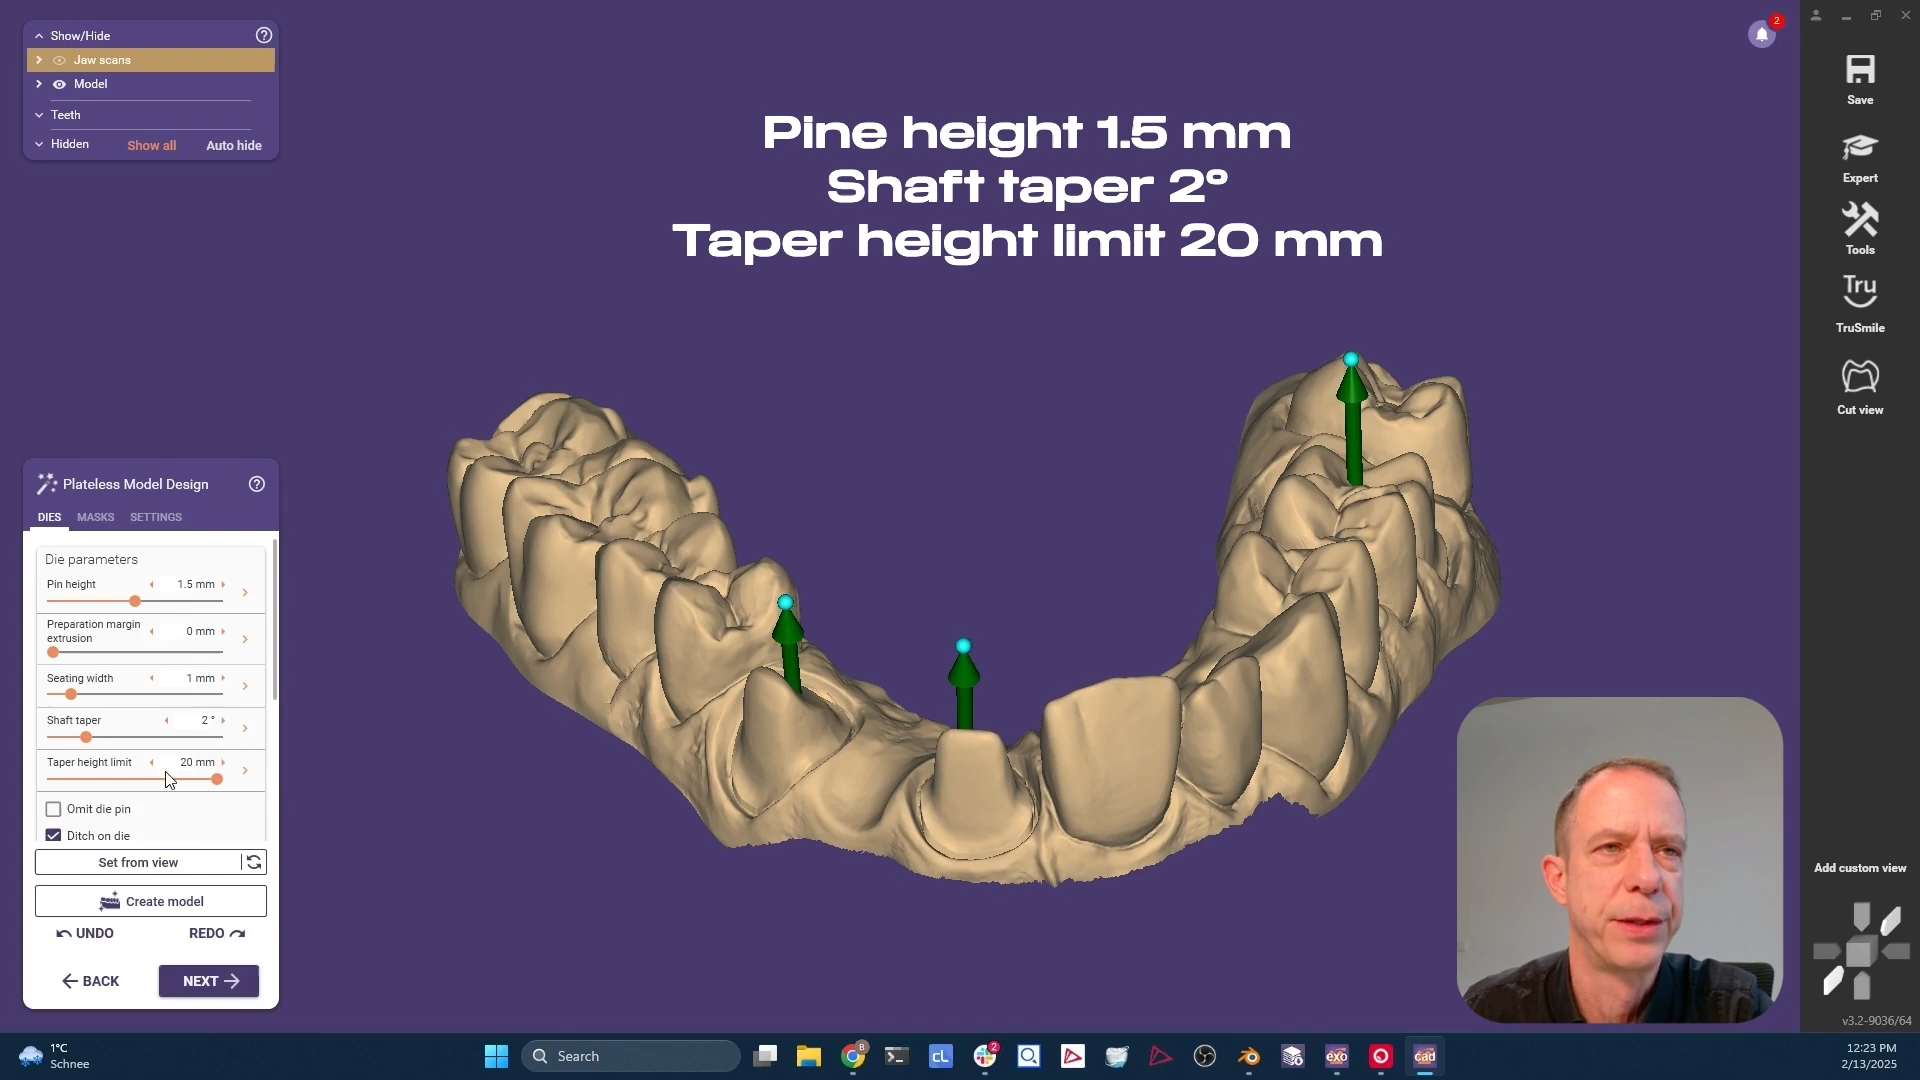 Show/Hide
Jaw scans
Model
Teeth
Hidden Show all Auto hide
2
Pine height 1.5 mm
Shaft taper 2°
Taper height limit 20 mm
Save
Expert
Tools
Tru
TruSmile
Cut view
Plateless Model Design
DIES MASKS SETTINGS
Die parameters
Pin height 1.5 mm
Preparation margin
extrusion 0 mm
Seating width 1 mm
Shaft taper 2 °
Taper height limit 20 mm
Omit die pin
Ditch on die
Set from view
Create model
UNDO REDO
BACK NEXT
Add custom view
v3.2-9036/64
1°C
Schnee
Search
B
cL
2
exo
cad
12:23 PM
2/13/2025